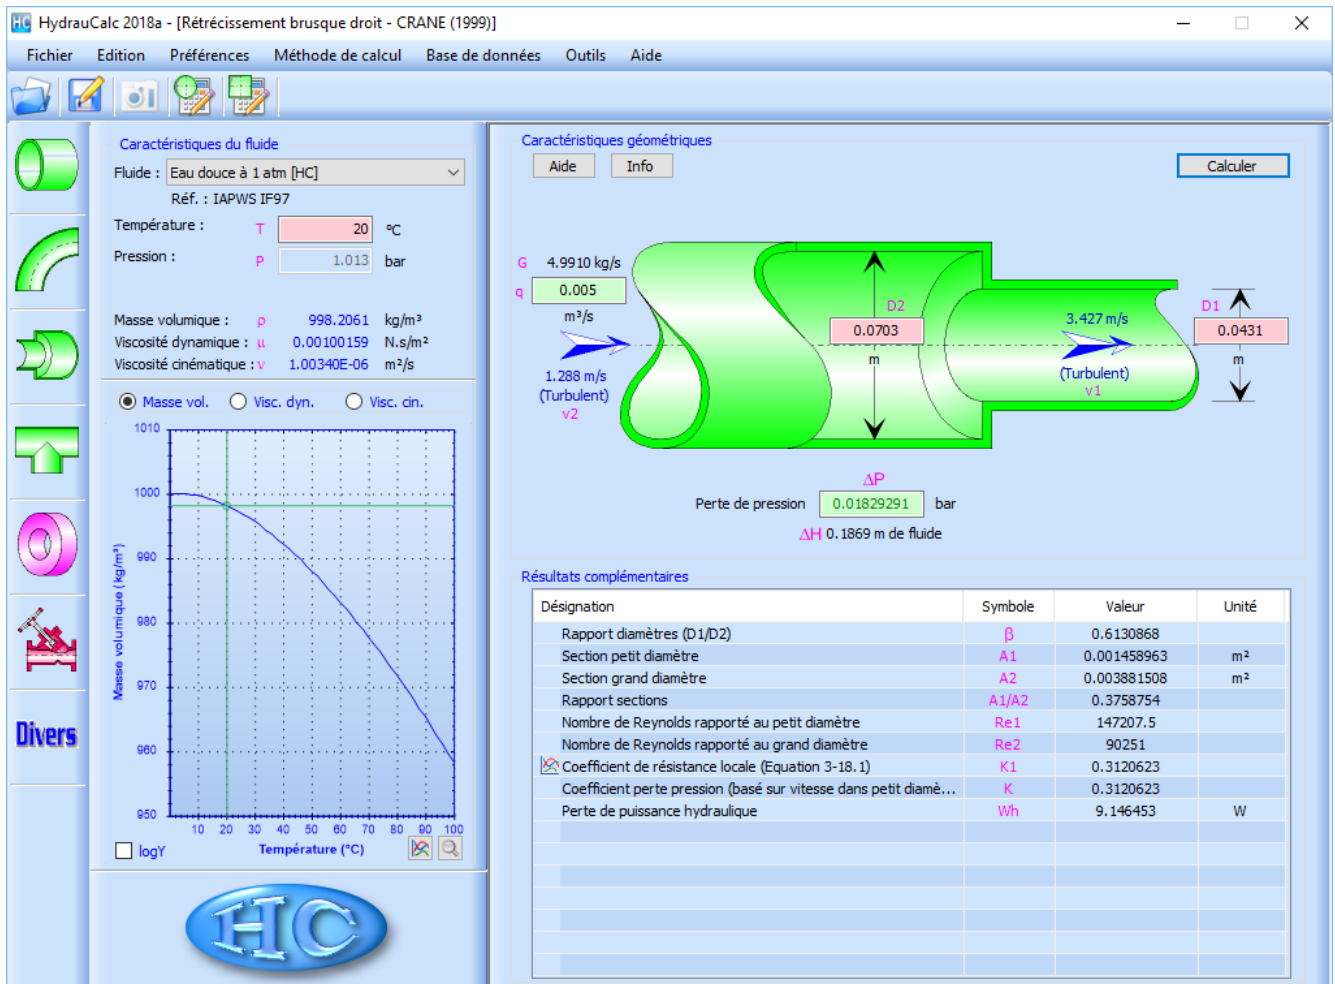 HC HydrauCalc 2018a - [Rétrécissement brusque droit - CRANE (1999)]
Fichier Edition Préférences Méthode de calcul Base de données Outils Aide
Caractéristiques du fluide
Fluide : Eau douce à 1 atm [HC]
Réf. : IAPWS IF97
Température : T 20 °C
Pression : P 1.013 bar
Masse volumique : ρ 998.2061 kg/m³
Viscosité dynamique : μ 0.00100159 N.s/m²
Viscosité cinématique : ν 1.00340E-06 m²/s
Masse vol. Visc. dyn. Visc. cin.
1010
1000
990
980
970
960
950
Masse volumique (kg/m³)
10 20 30 40 50 60 70 80 90 100
logY Température (°C)
HC
Divers
Caractéristiques géométriques
Aide Info Calculer
G 4.9910 kg/s
q 0.005
m³/s
1.288 m/s
(Turbulent)
v2
D2
0.0703
m
3.427 m/s
(Turbulent)
v1
D1
0.0431
m
ΔP
Perte de pression 0.01829291 bar
ΔH 0.1869 m de fluide
Résultats complémentaires
Désignation Symbole Valeur Unité
Rapport diamètres (D1/D2) β 0.6130868
Section petit diamètre A1 0.001458963 m²
Section grand diamètre A2 0.003881508 m²
Rapport sections A1/A2 0.3758754
Nombre de Reynolds rapporté au petit diamètre Re1 147207.5
Nombre de Reynolds rapporté au grand diamètre Re2 90251
Coefficient de résistance locale (Equation 3-18.1) K1 0.3120623
Coefficient perte pression (basé sur vitesse dans petit diamè... K 0.3120623
Perte de puissance hydraulique Wh 9.146453 W